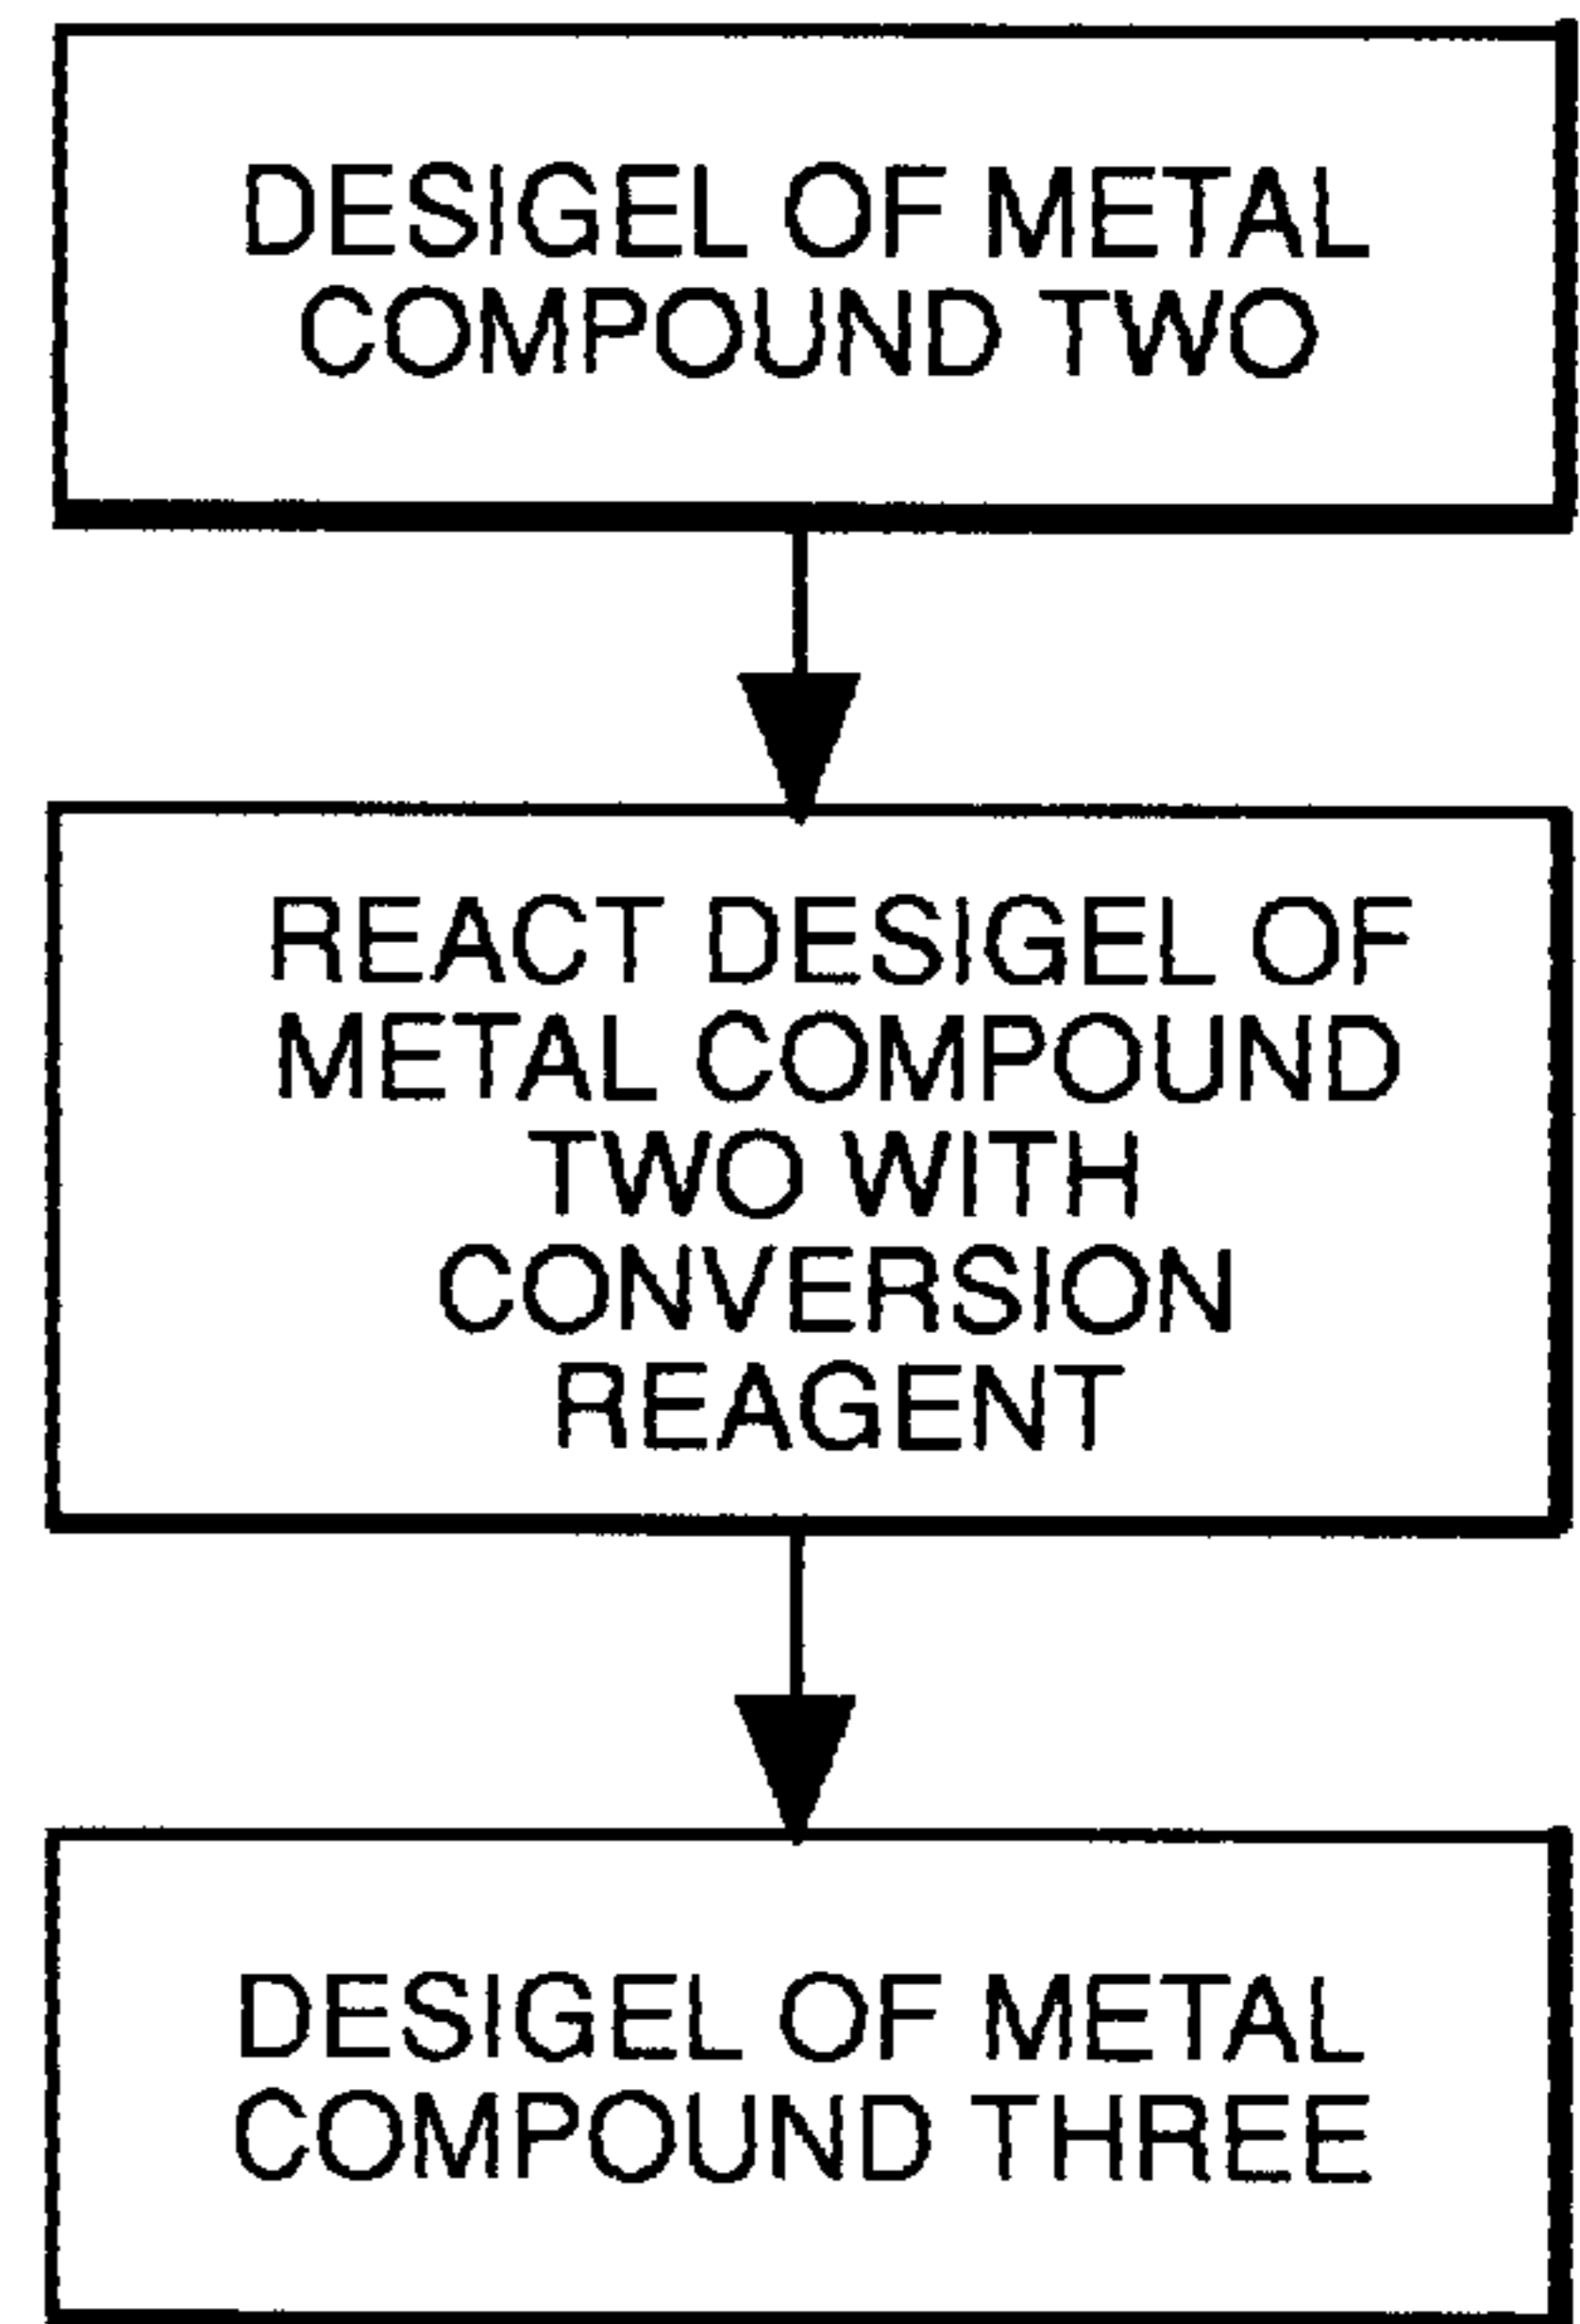 DESIGEL OF METAL
COMPOUND TWO
REACT DESIGEL OF
METAL COMPOUND
TWO WITH
CONVERSION
REAGENT
DESIGEL OF METAL
COMPOUND THREE